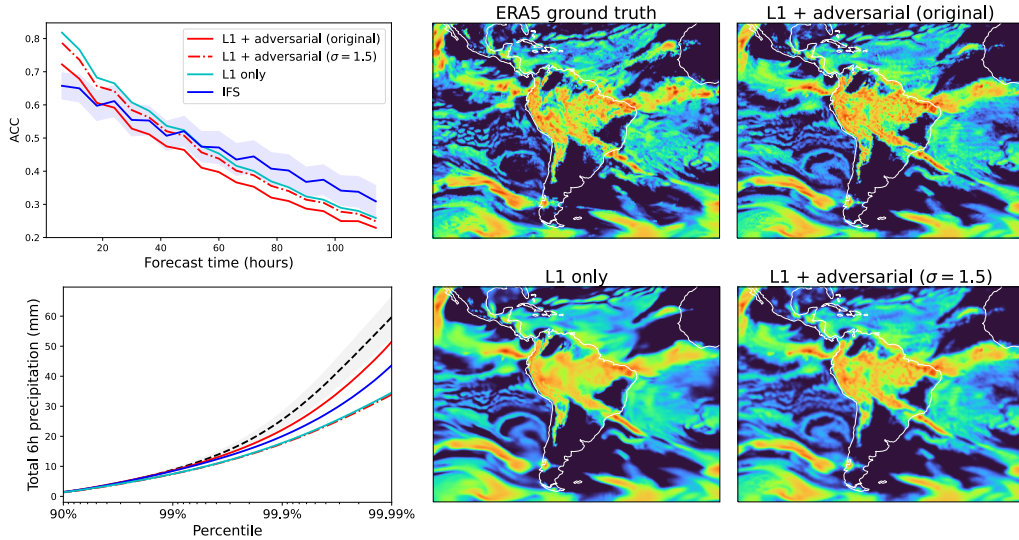 ERA5 ground truth
L1 + adversarial (original)
0.8
0.7
0.6
0.5
0.4
0.3
0.2
ACC
L1 + adversarial (original)
L1 + adversarial (σ = 1.5)
L1 only
IFS
20
40
60
80
100
Forecast time (hours)
L1 only
L1 + adversarial (σ = 1.5)
60
50
40
30
20
10
0
Total 6h precipitation (mm)
90%
99%
99.9%
99.99%
Percentile